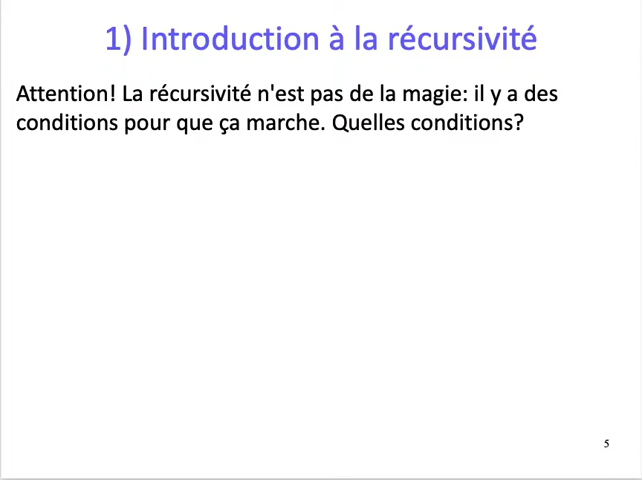 1) Introduction à la récursivité
Attention! La récursivité n'est pas de la magie: il y a des
conditions pour que ça marche. Quelles conditions?
5